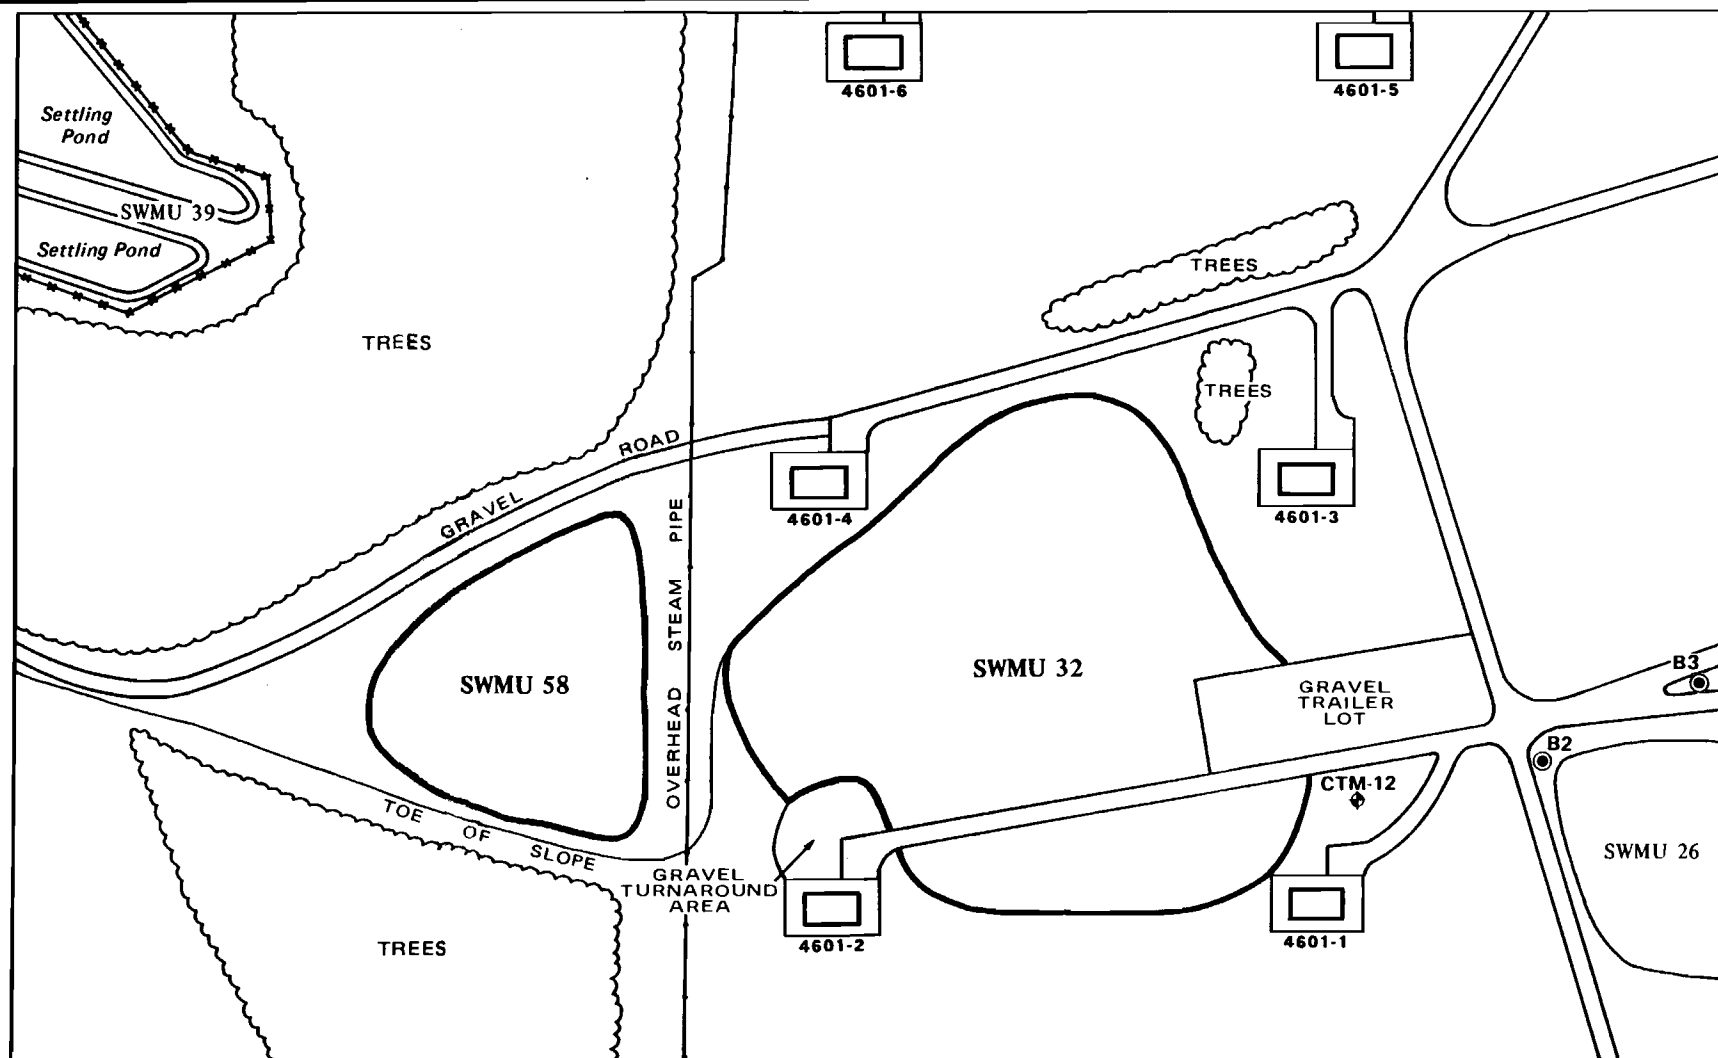 4601-6
4601-5
Settling
Pond
SWMU 39
Settling Pond
TREES
TREES
TREES
TREES
GRAVEL ROAD
4601-4
4601-3
OVERHEAD STEAM PIPE
SWMU 58
SWMU 32
GRAVEL
TRAILER
LOT
B3
B2
CTM-12
TOE OF SLOPE
SWMU 26
GRAVEL
TURNAROUND
AREA
4601-2
4601-1
TREES